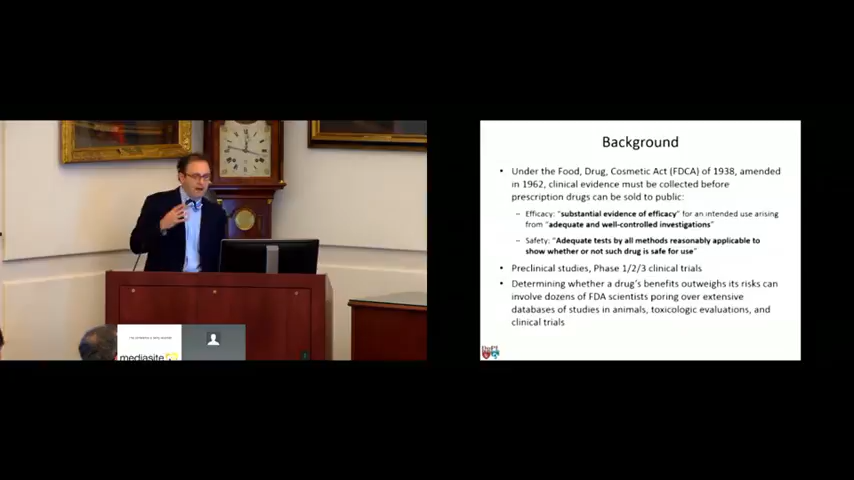 Background
• Under the Food, Drug, Cosmetic Act (FDCA) of 1938, amended
in 1962, clinical evidence must be collected before
prescription drugs can be sold to public:
– Efficacy: "substantial evidence of efficacy" for an intended use arising
from "adequate and well-controlled investigations"
– Safety: "Adequate tests by all methods reasonably applicable to
show whether or not such drug is safe for use"
• Preclinical studies, Phase 1/2/3 clinical trials
• Determining whether a drug's benefits outweighs its risks can
involve dozens of FDA scientists poring over extensive
databases of studies in animals, toxicologic evaluations, and
clinical trials
mediasite